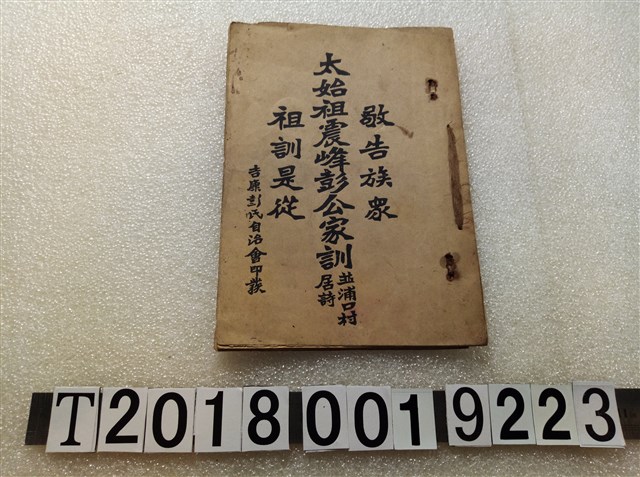 敬告族衆
太始祖震峰彭公家訓並浦口村居詩
祖訓是從
吉康彭氏自治會印發
T20180019223